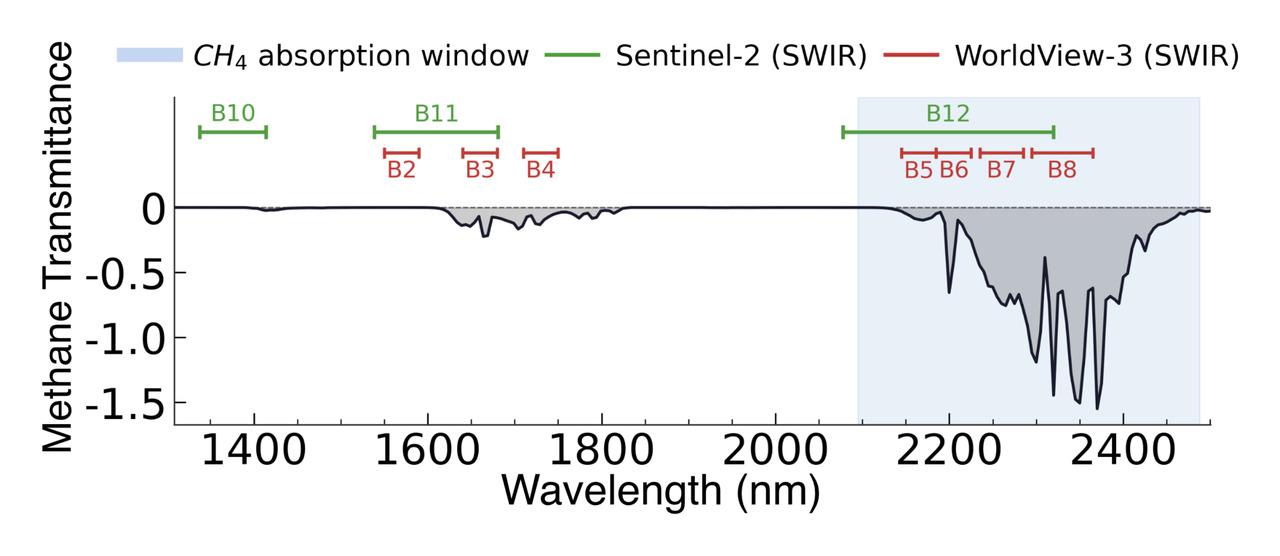 CH₄ absorption window Sentinel-2 (SWIR) WorldView-3 (SWIR)
Methane Transmittance
B10 B11 B12
B2 B3 B4 B5 B6 B7 B8
0
-0.5
-1.0
-1.5
1400 1600 1800 2000 2200 2400
Wavelength (nm)